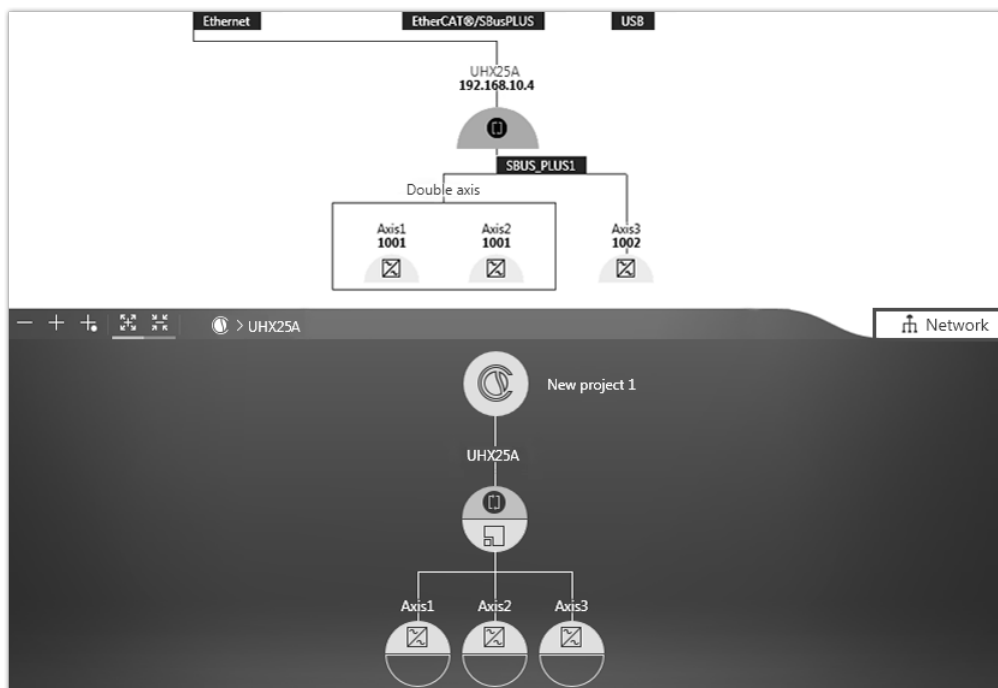 Ethernet
EtherCAT®/SBusPLUS
USB
UHX25A
192.168.10.4
SBUS_PLUS1
Double axis
Axis1
1001
Axis2
1001
Axis3
1002
> UHX25A
Network
New project 1
UHX25A
Axis1
Axis2
Axis3